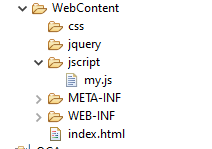 WebContent
css
jquery
jscript
my.js
META-INF
WEB-INF
index.html